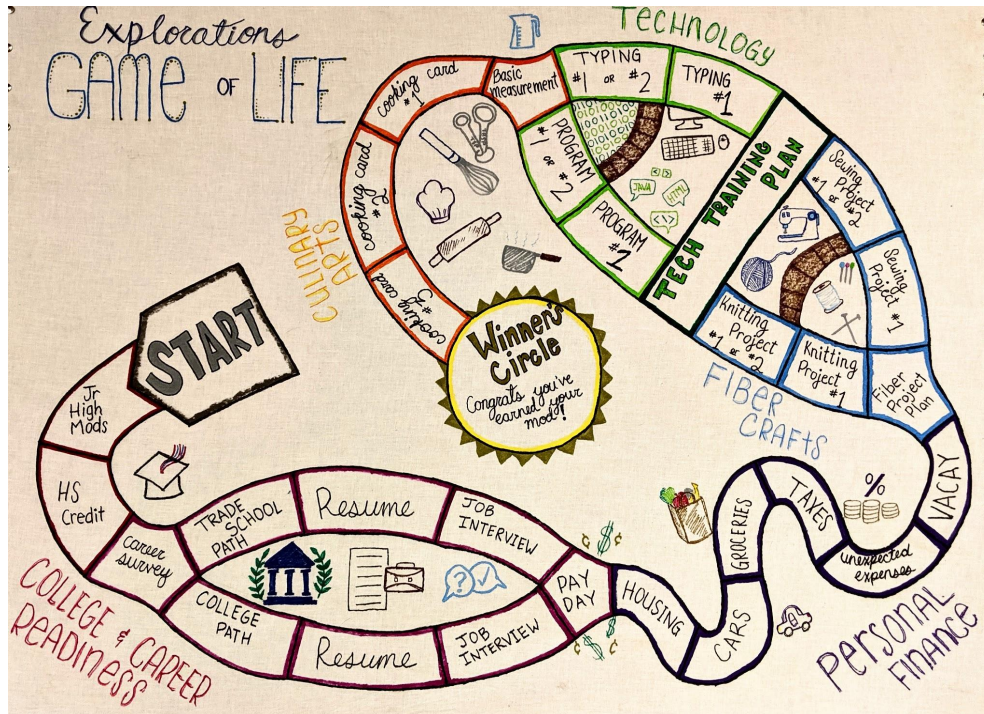 Explorations
GAME OF LIFE
START
Jr
High
Mods
HS
Credit
Career
survey
TRADE
SCHOOL
PATH
Resume
JOB
INTERVIEW
COLLEGE
PATH
Resume
JOB
INTERVIEW
PAY
DAY
COLLEGE & CAREER
READINESS
HOUSING
CARS
GROCERIES
TAXES
unexpected
expenses
VACAY
%
PERSONAL
FINANCE
Fiber
Project
Plan
Sewing
Project
#1
Sewing
Project
#1 or #2
Knitting
Project
#1
Knitting
Project
#1 or #2
FIBER
CRAFTS
TECH TRAINING
PLAN
TYPING
#1
TYPING
#1 OR #2
PROGRAM
#1
PROGRAM
#1 OR #2
JAVA
HTML
< >
</>
TECHNOLOGY
Basic
Measurement
cooking card
#1
cooking card
#2
cooking card
#3
CULINARY
ARTS
Winner's
Circle
Congrats you've
earned your
mod!